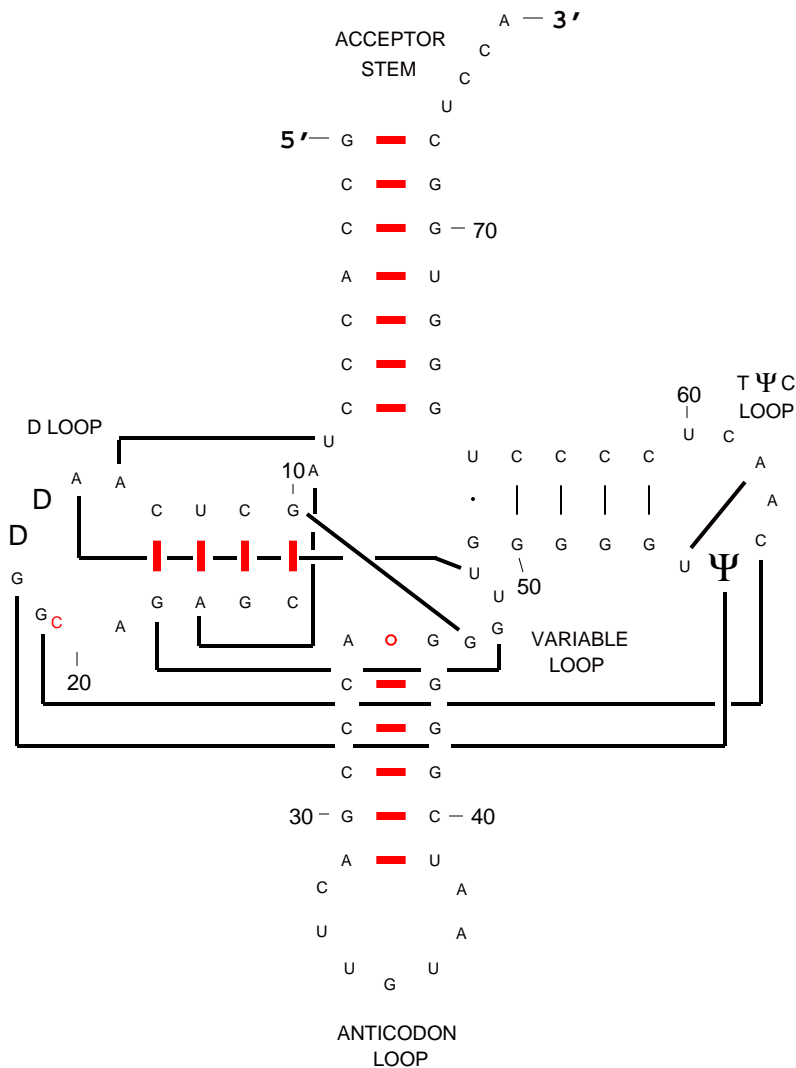 A — 3′
ACCEPTOR
STEM
C
C
U
5′ — G C
C G
C G — 70
A U
C G
C G
C G
T Ψ C
LOOP
60
D LOOP
U
U C
A A U
10 A
U C C C C
A
D
C U C G
A
D
G G G G G
U Ψ C
G
U
50
G C
A
G A G C
U
A G G G
VARIABLE
LOOP
20
C G
C G
C G
30 — G C — 40
A U
C A
U A
U U
G
ANTICODON
LOOP